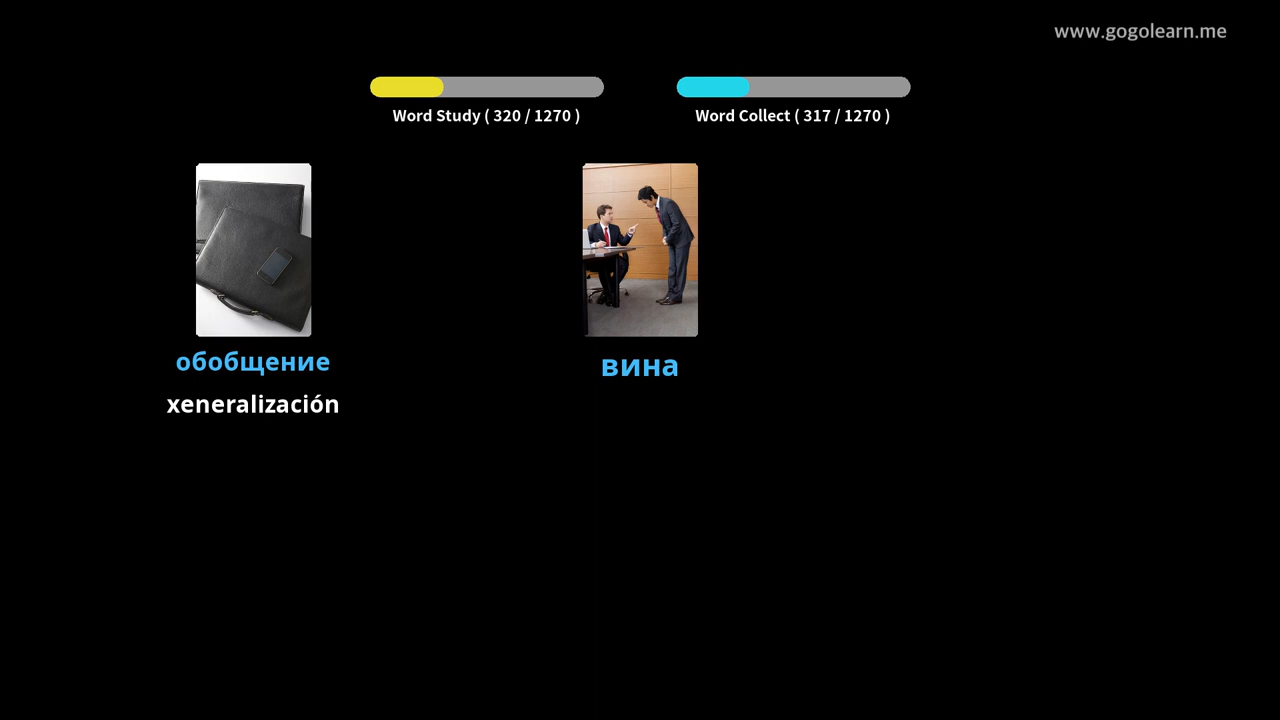 www.gogolearn.me
Word Study ( 320 / 1270 )
Word Collect ( 317 / 1270 )
обобщение
xeneralización
вина